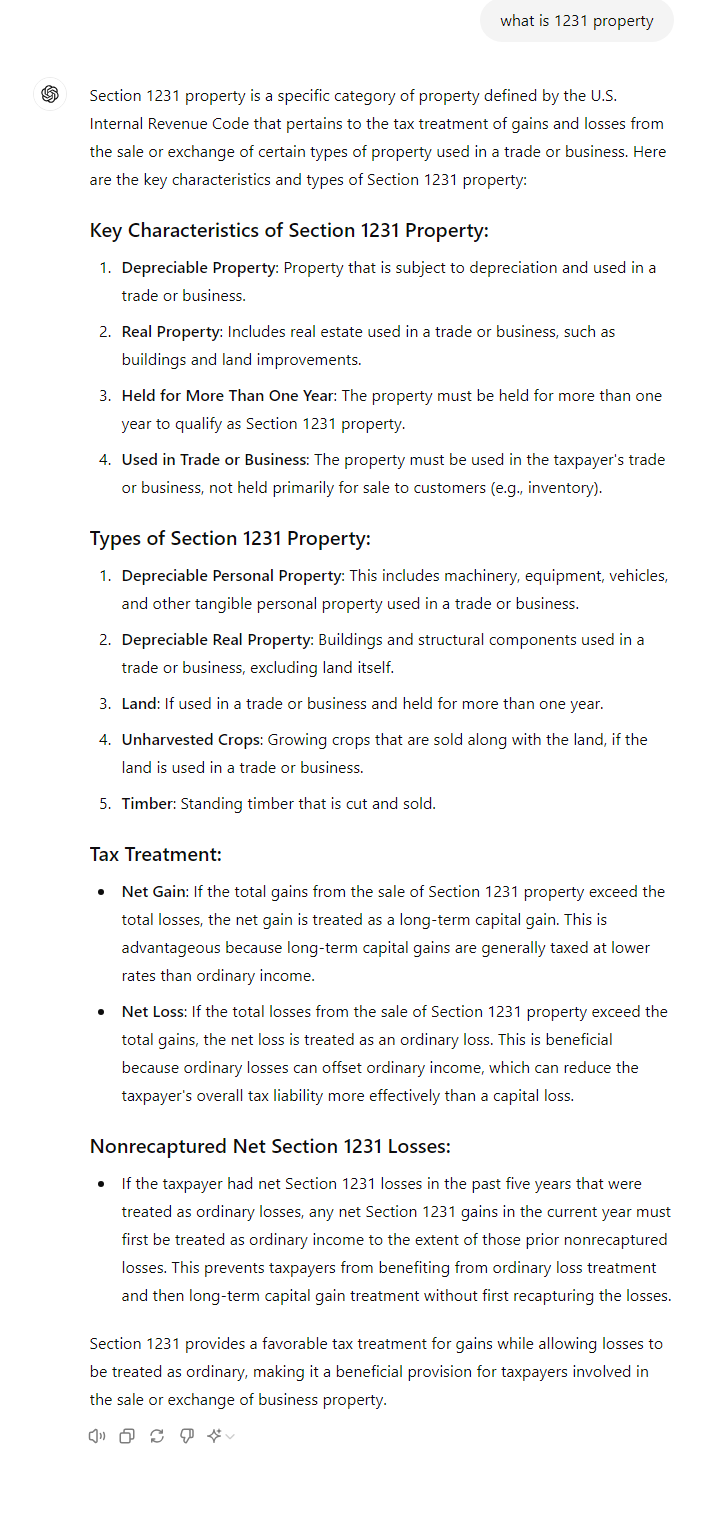 what is 1231 property
Section 1231 property is a specific category of property defined by the U.S.
Internal Revenue Code that pertains to the tax treatment of gains and losses from
the sale or exchange of certain types of property used in a trade or business. Here
are the key characteristics and types of Section 1231 property:
Key Characteristics of Section 1231 Property:
1. Depreciable Property: Property that is subject to depreciation and used in a
trade or business.
2. Real Property: Includes real estate used in a trade or business, such as
buildings and land improvements.
3. Held for More Than One Year: The property must be held for more than one
year to qualify as Section 1231 property.
4. Used in Trade or Business: The property must be used in the taxpayer's trade
or business, not held primarily for sale to customers (e.g., inventory).
Types of Section 1231 Property:
1. Depreciable Personal Property: This includes machinery, equipment, vehicles,
and other tangible personal property used in a trade or business.
2. Depreciable Real Property: Buildings and structural components used in a
trade or business, excluding land itself.
3. Land: If used in a trade or business and held for more than one year.
4. Unharvested Crops: Growing crops that are sold along with the land, if the
land is used in a trade or business.
5. Timber: Standing timber that is cut and sold.
Tax Treatment:
• Net Gain: If the total gains from the sale of Section 1231 property exceed the
total losses, the net gain is treated as a long-term capital gain. This is
advantageous because long-term capital gains are generally taxed at lower
rates than ordinary income.
• Net Loss: If the total losses from the sale of Section 1231 property exceed the
total gains, the net loss is treated as an ordinary loss. This is beneficial
because ordinary losses can offset ordinary income, which can reduce the
taxpayer's overall tax liability more effectively than a capital loss.
Nonrecaptured Net Section 1231 Losses:
• If the taxpayer had net Section 1231 losses in the past five years that were
treated as ordinary losses, any net Section 1231 gains in the current year must
first be treated as ordinary income to the extent of those prior nonrecaptured
losses. This prevents taxpayers from benefiting from ordinary loss treatment
and then long-term capital gain treatment without first recapturing the losses.
Section 1231 provides a favorable tax treatment for gains while allowing losses to
be treated as ordinary, making it a beneficial provision for taxpayers involved in
the sale or exchange of business property.